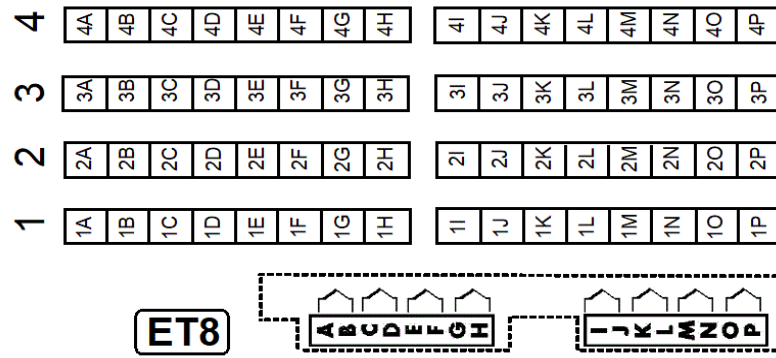 4 4A 4B 4C 4D 4E 4F 4G 4H 4I 4J 4K 4L 4M 4N 4O 4P
3 3A 3B 3C 3D 3E 3F 3G 3H 3I 3J 3K 3L 3M 3N 3O 3P
2 2A 2B 2C 2D 2E 2F 2G 2H 2I 2J 2K 2L 2M 2N 2O 2P
1 1A 1B 1C 1D 1E 1F 1G 1H 1I 1J 1K 1L 1M 1N 1O 1P
ET8 A B C D E F G H I J K L M N O P